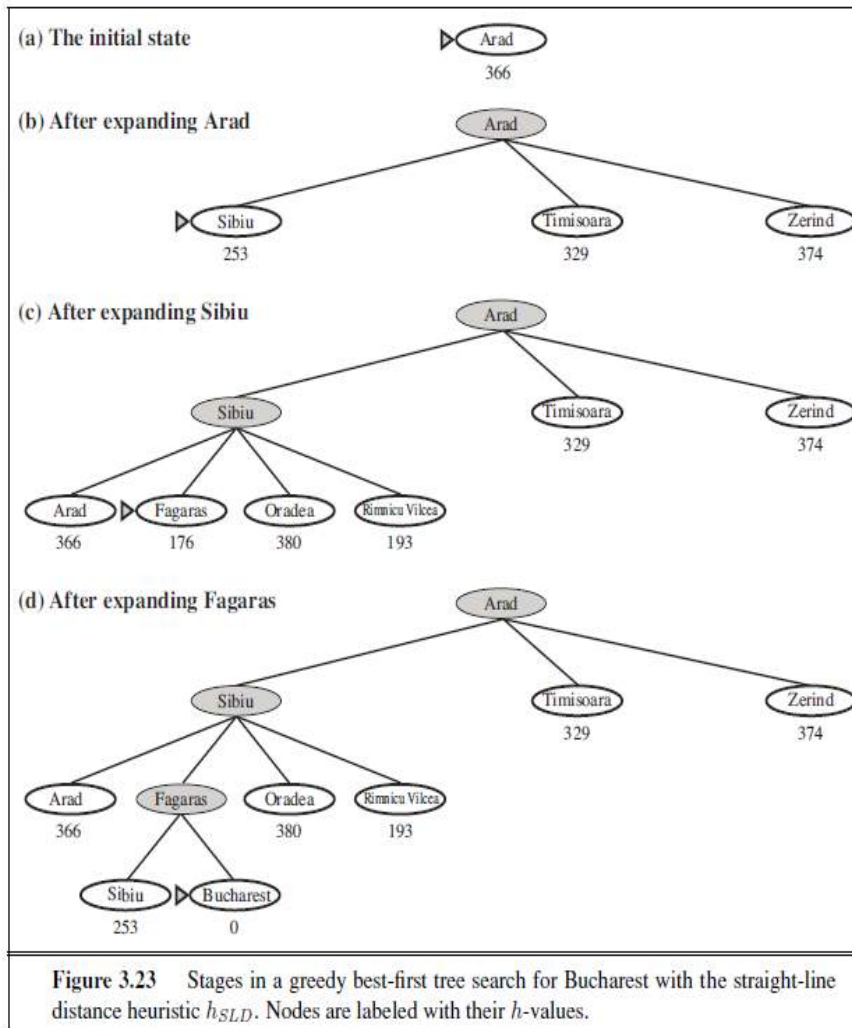 (a) The initial state
Arad
366
(b) After expanding Arad
Arad
Sibiu
Timisoara
Zerind
253
329
374
(c) After expanding Sibiu
Arad
Sibiu
Timisoara
Zerind
329
374
Arad
Fagaras
Oradea
Rimnicu Vilcea
366
176
380
193
(d) After expanding Fagaras
Arad
Sibiu
Timisoara
Zerind
329
374
Arad
Fagaras
Oradea
Rimnicu Vilcea
366
380
193
Sibiu
Bucharest
253
0
Figure 3.23 Stages in a greedy best-first tree search for Bucharest with the straight-line
distance heuristic hSLD. Nodes are labeled with their h-values.